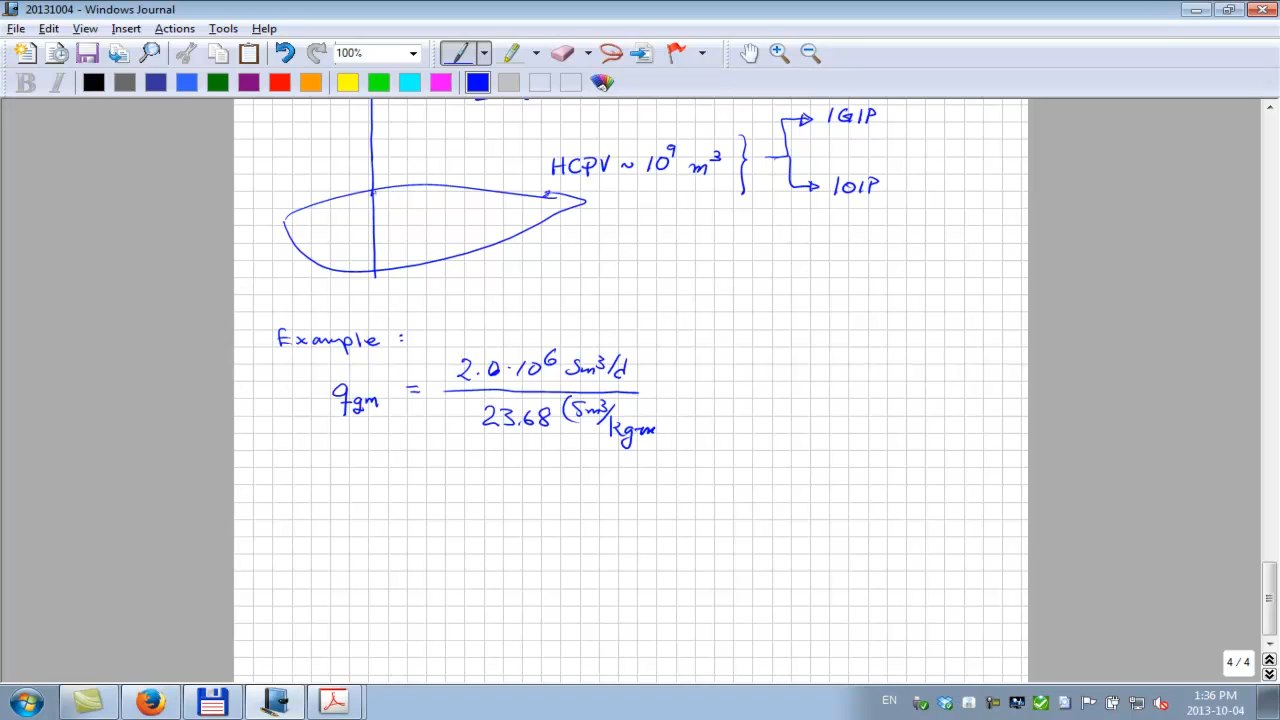 20131004 - Windows Journal
File Edit View Insert Actions Tools Help
100%
B I
IGIP
HCPV ~ 10⁹ m³
IOIP
Example :
qgm = 2.0 · 10⁶ Sm³/d
23.68 (Sm³/kg-m
4 / 4
EN
1:36 PM
2013-10-04